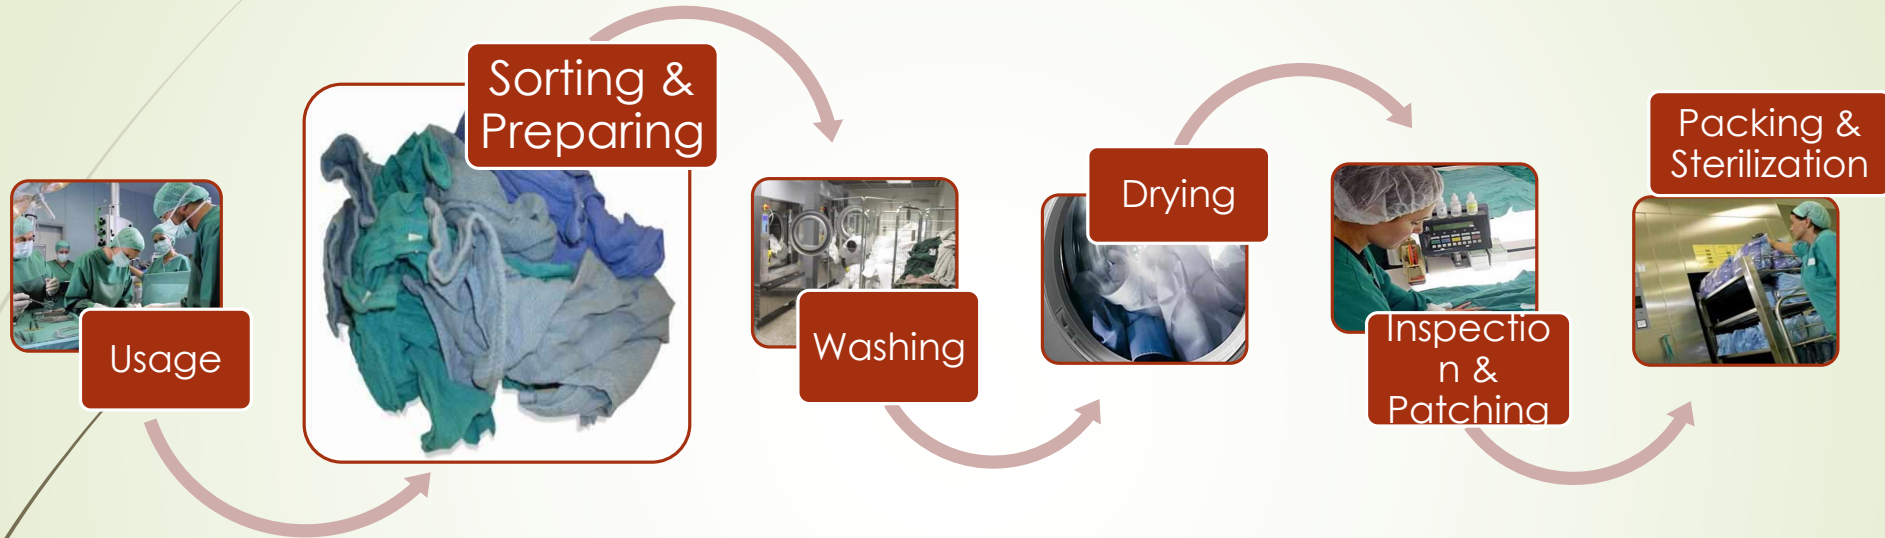 Usage
Sorting &
Preparing
Washing
Drying
Inspectio
n &
Patching
Packing &
Sterilization